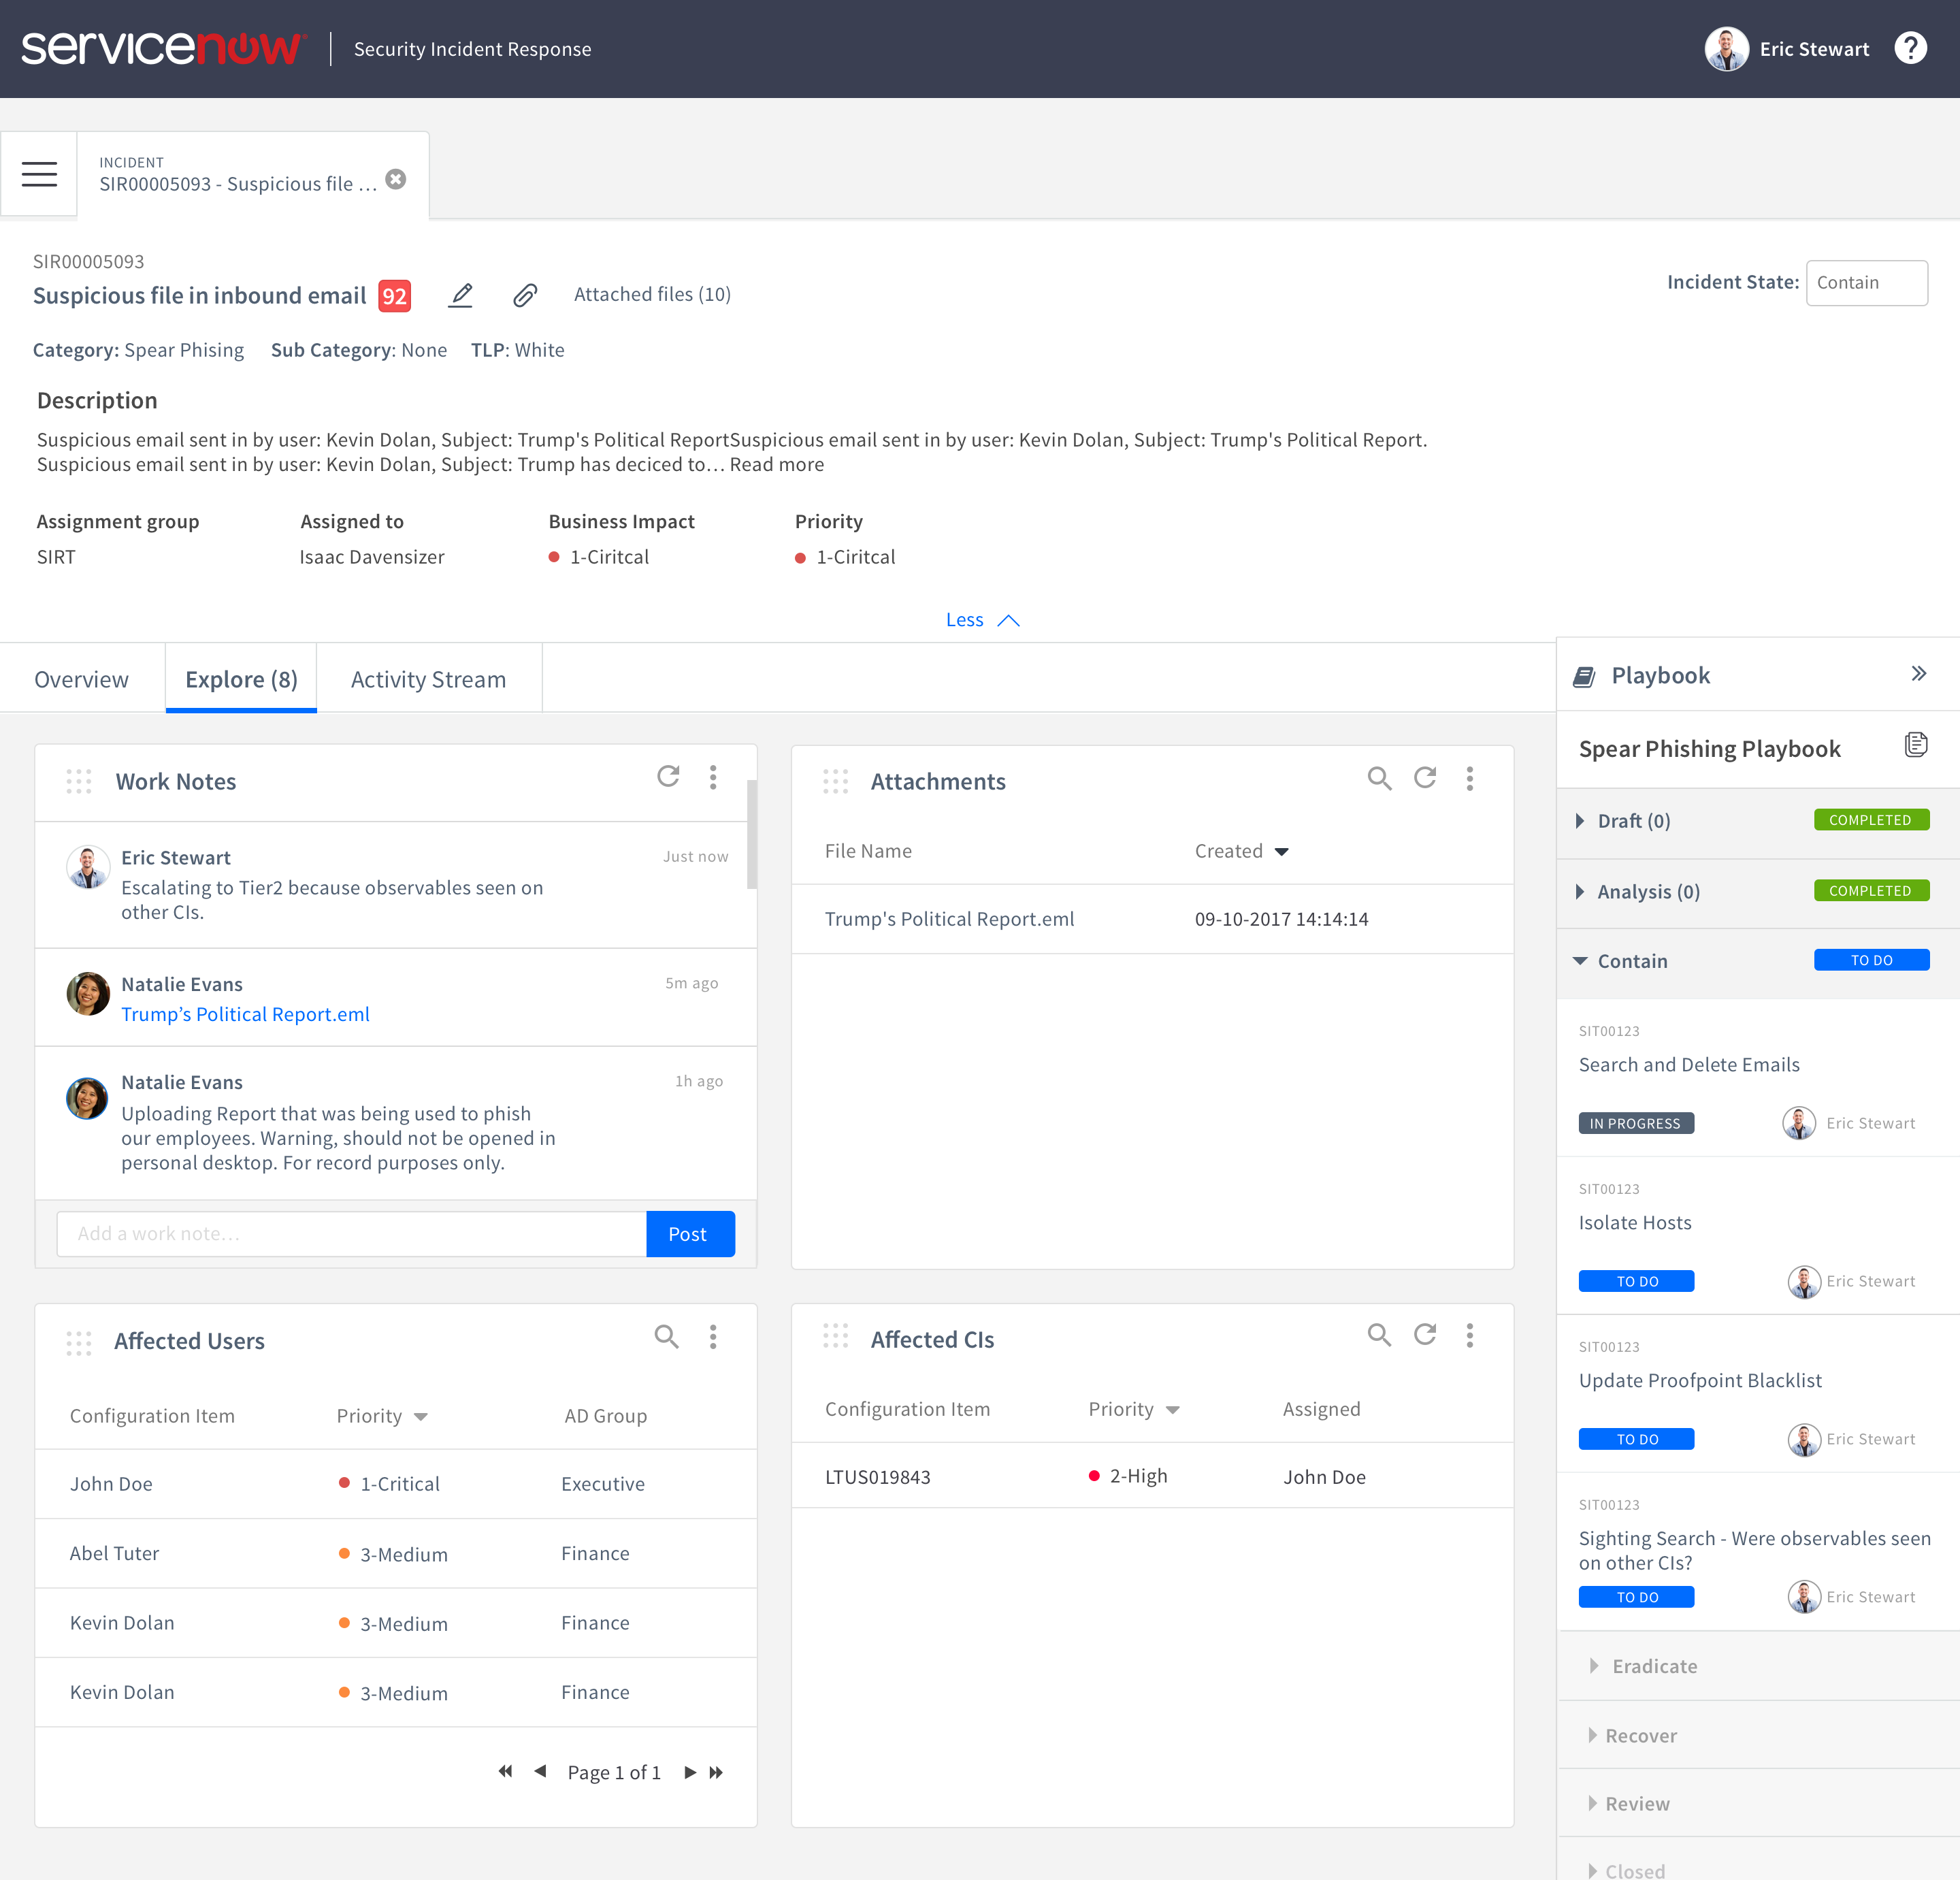 servicenow
Security Incident Response
Eric Stewart
?
INCIDENT
SIR00005093 - Suspicious file ...
SIR00005093
Suspicious file in inbound email 92
Attached files (10)
Incident State: Contain
Category: Spear Phising Sub Category: None TLP: White
Description
Suspicious email sent in by user: Kevin Dolan, Subject: Trump's Political ReportSuspicious email sent in by user: Kevin Dolan, Subject: Trump's Political Report.
Suspicious email sent in by user: Kevin Dolan, Subject: Trump has deciced to... Read more
Assignment group Assigned to Business Impact Priority
SIRT Isaac Davensizer 1-Ciritcal 1-Ciritcal
Less
Overview Explore (8) Activity Stream
Work Notes
Eric Stewart Just now
Escalating to Tier2 because observables seen on
other CIs.
Natalie Evans 5m ago
Trump’s Political Report.eml
Natalie Evans 1h ago
Uploading Report that was being used to phish
our employees. Warning, should not be opened in
personal desktop. For record purposes only.
Add a work note... Post
Attachments
File Name Created
Trump's Political Report.eml 09-10-2017 14:14:14
Affected Users
Configuration Item Priority AD Group
John Doe 1-Critical Executive
Abel Tuter 3-Medium Finance
Kevin Dolan 3-Medium Finance
Kevin Dolan 3-Medium Finance
Page 1 of 1
Affected CIs
Configuration Item Priority Assigned
LTUS019843 2-High John Doe
Playbook
Spear Phishing Playbook
Draft (0) COMPLETED
Analysis (0) COMPLETED
Contain TO DO
SIT00123
Search and Delete Emails
IN PROGRESS Eric Stewart
SIT00123
Isolate Hosts
TO DO Eric Stewart
SIT00123
Update Proofpoint Blacklist
TO DO Eric Stewart
SIT00123
Sighting Search - Were observables seen
on other CIs?
TO DO Eric Stewart
Eradicate
Recover
Review
Closed